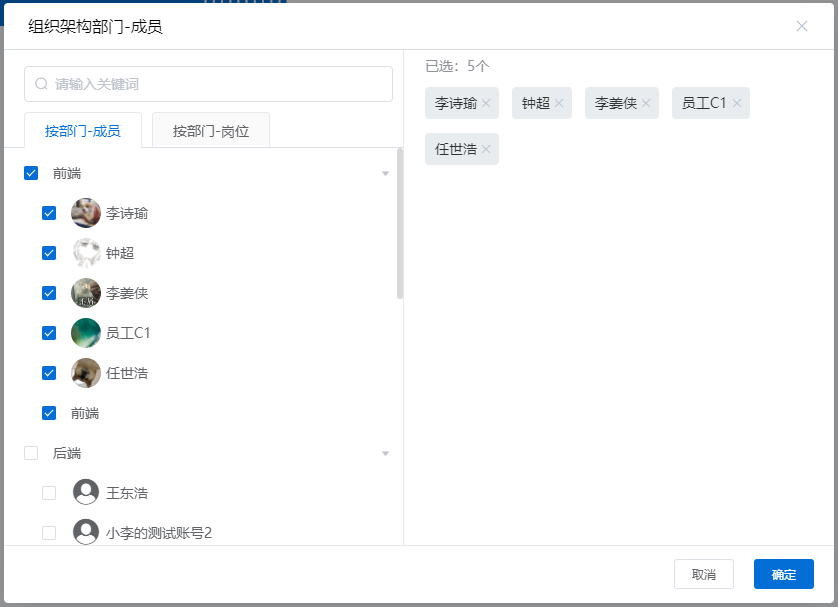 组织架构部门-成员
请输入关键词
按部门-成员 按部门-岗位
前端
李诗瑜
钟超
李姜侠
员工C1
任世浩
前端
后端
王东浩
小李的测试账号2
已选：5个
李诗瑜 钟超 李姜侠 员工C1
任世浩
取消 确定